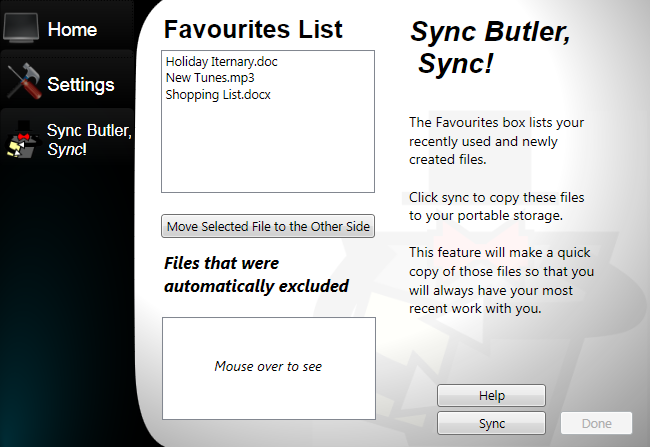 Home
Settings
Sync Butler,
Sync!
Favourites List
Holiday Iternary.doc
New Tunes.mp3
Shopping List.docx
Move Selected File to the Other Side
Files that were
automatically excluded
Mouse over to see
Sync Butler,
Sync!
The Favourites box lists your
recently used and newly
created files.
Click sync to copy these files
to your portable storage.
This feature will make a quick
copy of those files so that you
will always have your most
recent work with you.
Help
Sync
Done